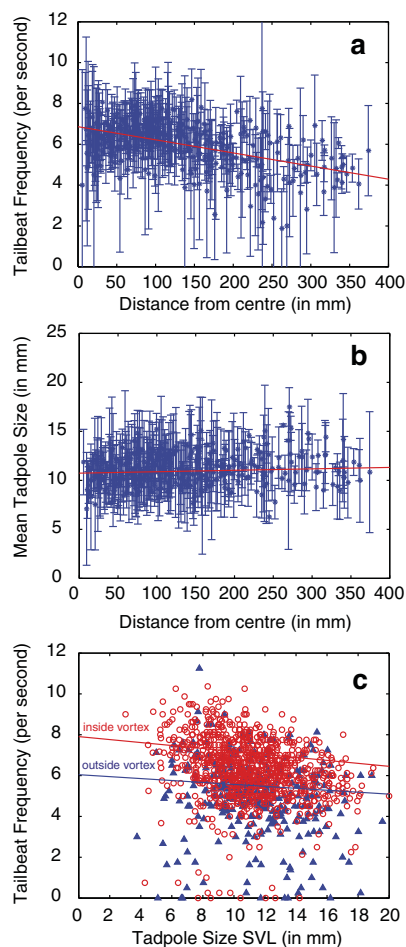 a
Tailbeat Frequency (per second)
12
10
8
6
4
2
0
0 50 100 150 200 250 300 350 400
Distance from centre (in mm)
b
Mean Tadpole Size (in mm)
25
20
15
10
5
0
0 50 100 150 200 250 300 350 400
Distance from centre (in mm)
c
Tailbeat Frequency (per second)
12
10
8
6
4
2
0
inside vortex
outside vortex
0 2 4 6 8 10 12 14 16 18 20
Tadpole Size SVL (in mm)